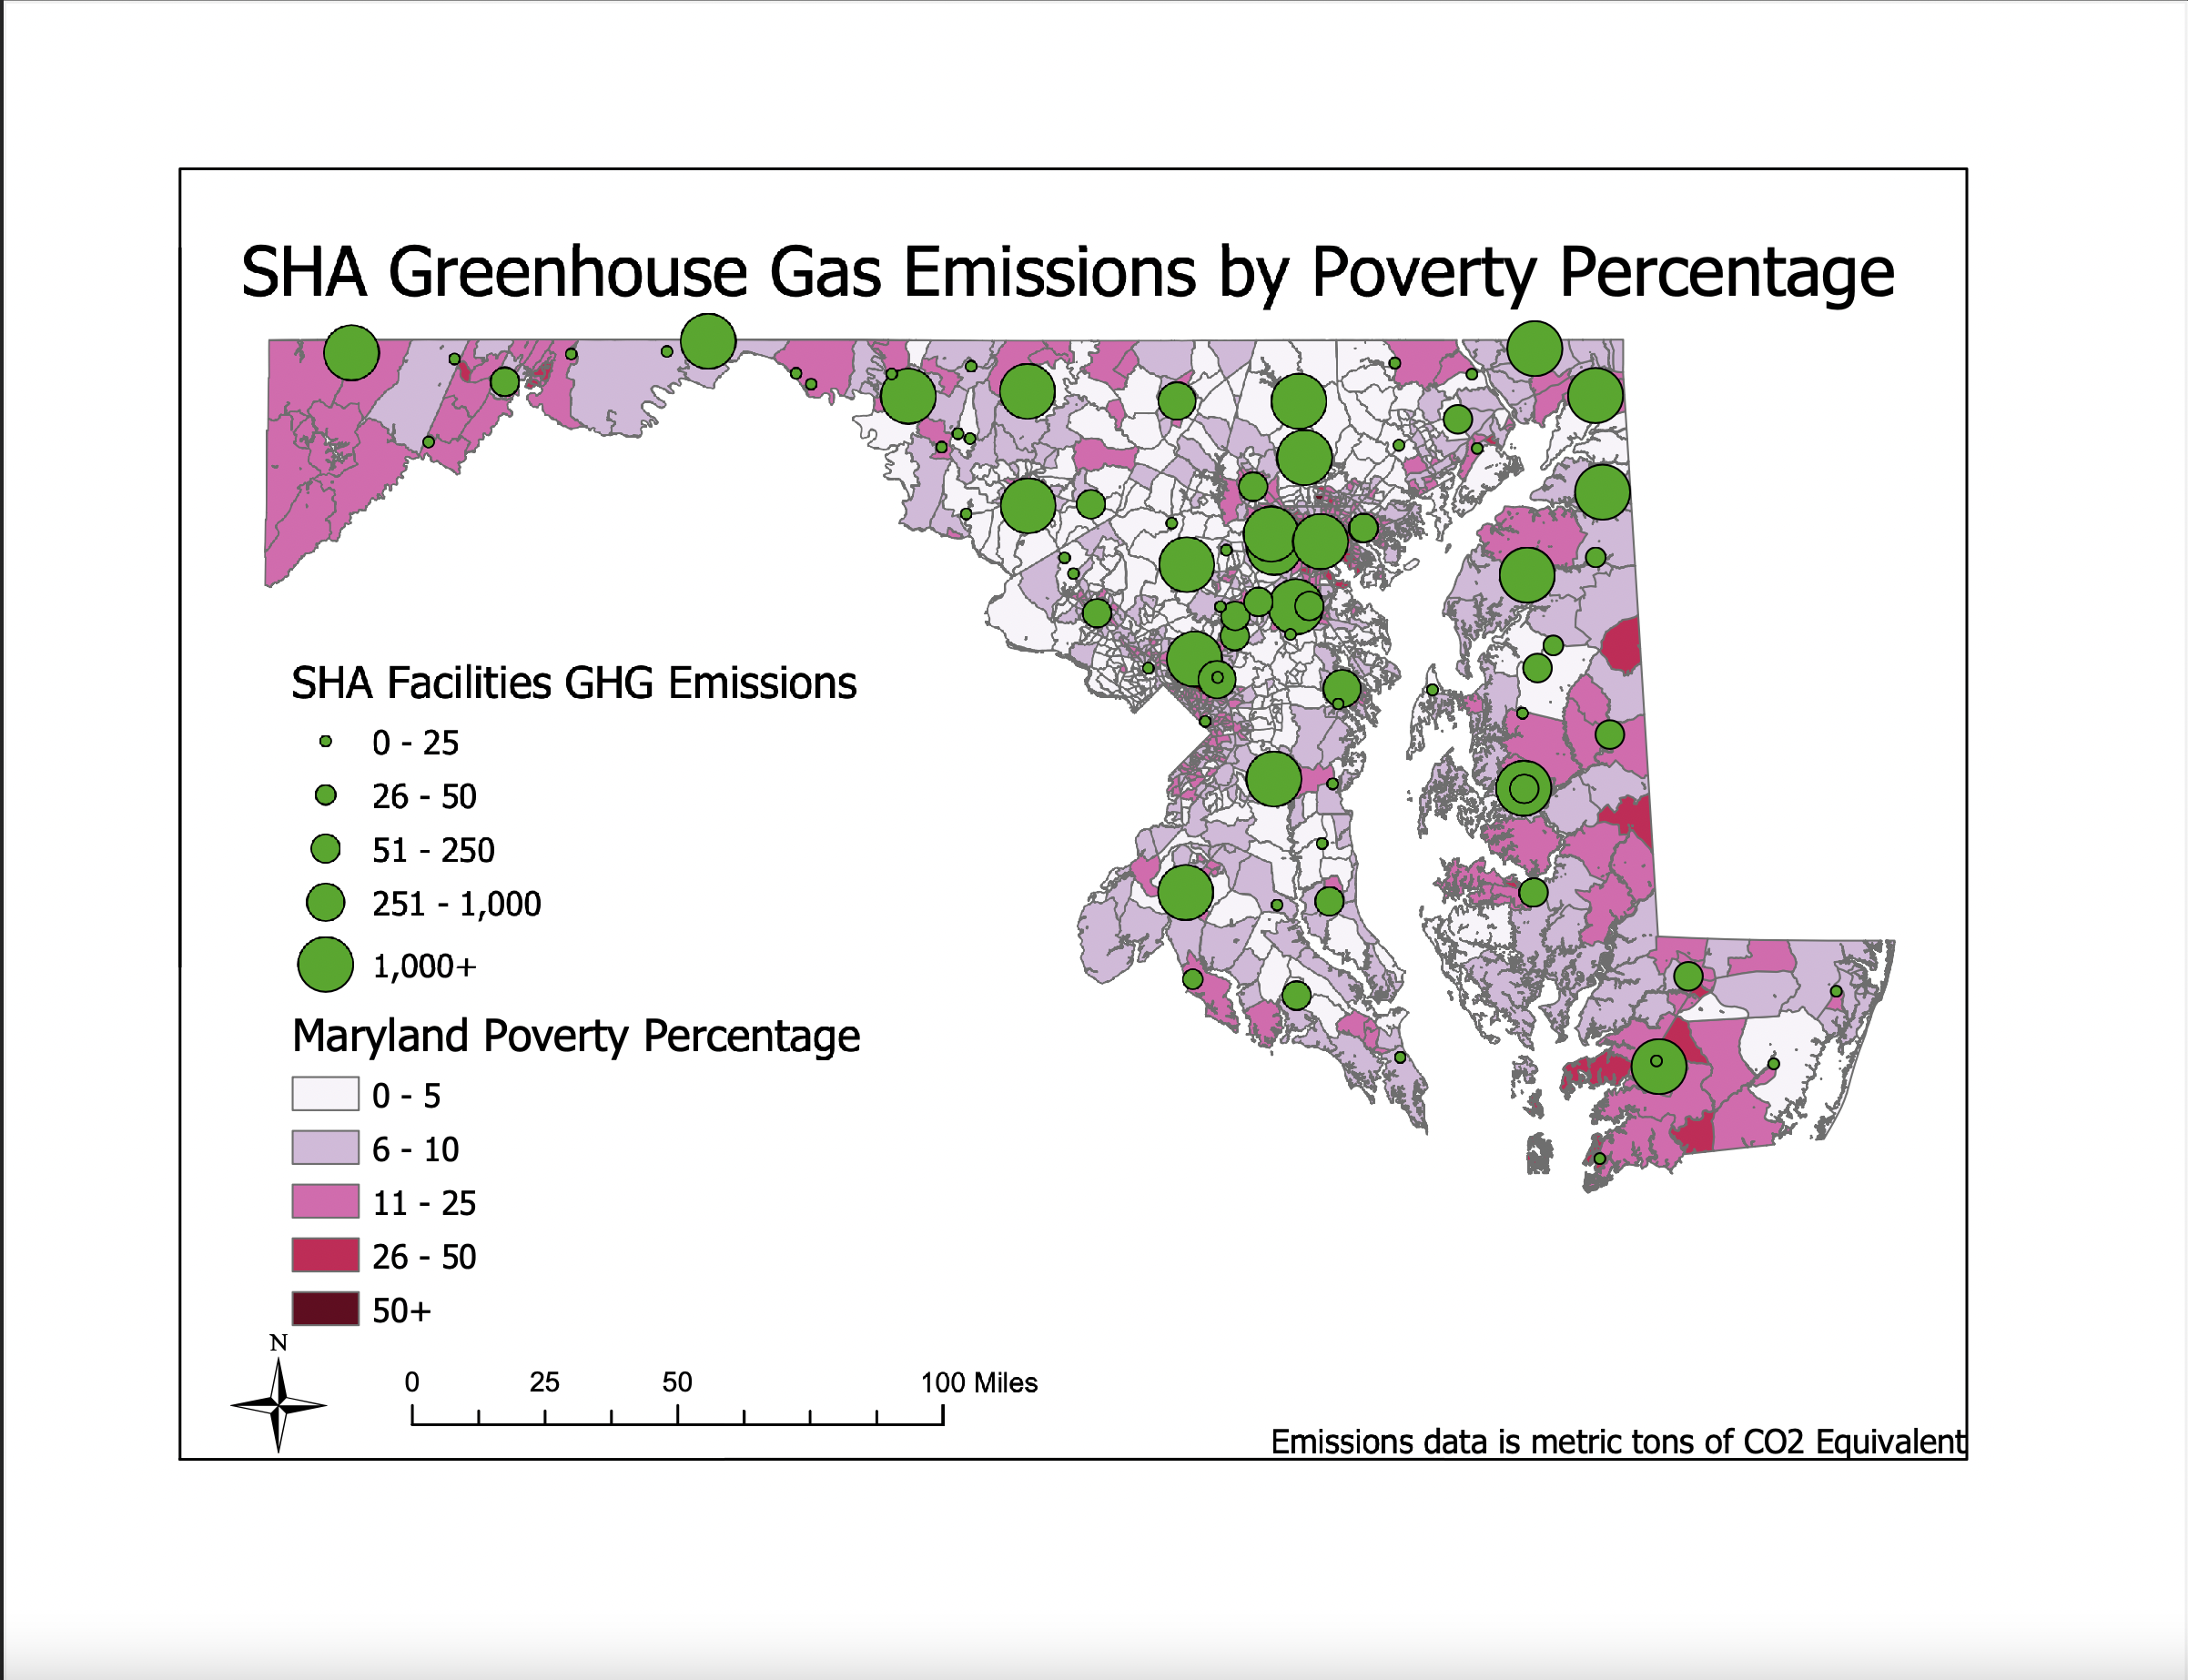 SHA Greenhouse Gas Emissions by Poverty Percentage
SHA Facilities GHG Emissions
0 - 25
26 - 50
51 - 250
251 - 1,000
1,000+
Maryland Poverty Percentage
0 - 5
6 - 10
11 - 25
26 - 50
50+
N
0 25 50 100 Miles
Emissions data is metric tons of CO2 Equivalent